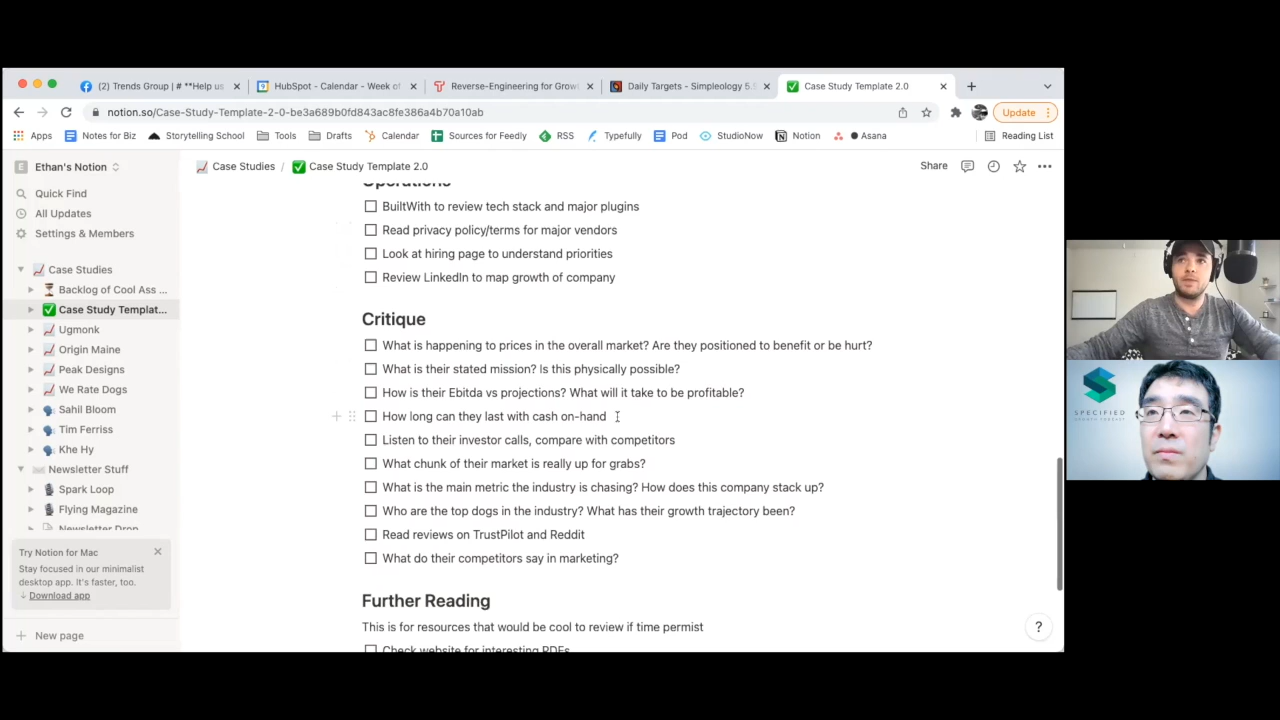 (2) Trends Group | # **Help us
HubSpot - Calendar - Week of
Reverse-Engineering for Grow
Daily Targets - Simpleology 5.
Case Study Template 2.0
notion.so/Case-Study-Template-2-0-be3a689b0fd843ac8fe386a4b70a10ab
Update
Apps
Notes for Biz
Storytelling School
Tools
Drafts
Calendar
Sources for Feedly
RSS
Typefully
Pod
StudioNow
Notion
Asana
Reading List
E
Ethan's Notion
Case Studies / Case Study Template 2.0
Share
Quick Find
All Updates
Settings & Members
Case Studies
Backlog of Cool Ass ...
Case Study Templat...
Ugmonk
Origin Maine
Peak Designs
We Rate Dogs
Sahil Bloom
Tim Ferriss
Khe Hy
Newsletter Stuff
Spark Loop
Flying Magazine
Newsletter Drop
Try Notion for Mac
Stay focused in our minimalist
desktop app. It's faster, too.
Download app
New page
Operations
BuiltWith to review tech stack and major plugins
Read privacy policy/terms for major vendors
Look at hiring page to understand priorities
Review LinkedIn to map growth of company
Critique
What is happening to prices in the overall market? Are they positioned to benefit or be hurt?
What is their stated mission? Is this physically possible?
How is their Ebitda vs projections? What will it take to be profitable?
How long can they last with cash on-hand
Listen to their investor calls, compare with competitors
What chunk of their market is really up for grabs?
What is the main metric the industry is chasing? How does this company stack up?
Who are the top dogs in the industry? What has their growth trajectory been?
Read reviews on TrustPilot and Reddit
What do their competitors say in marketing?
Further Reading
This is for resources that would be cool to review if time permist
Check website for interesting PDFs
?
SPECIFIED